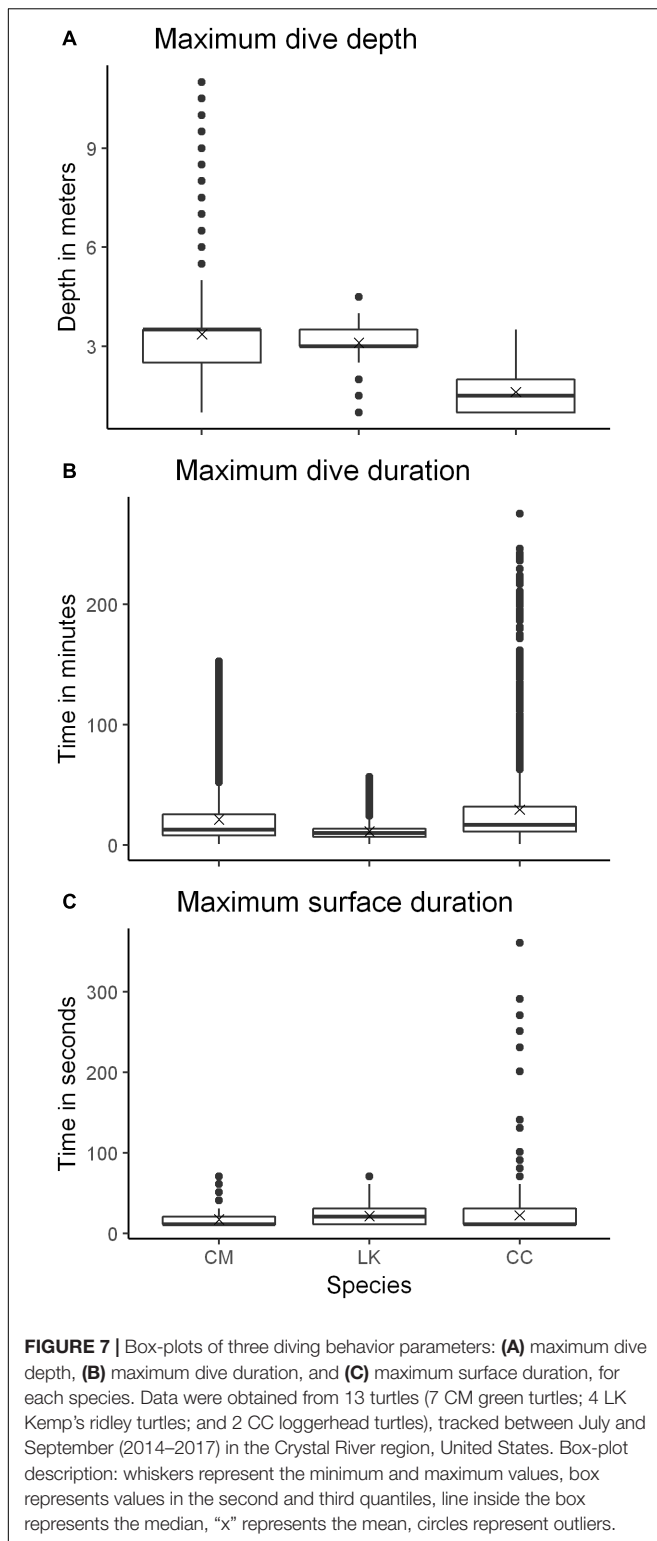 A Maximum dive depth
Depth in meters
9
6
3
B Maximum dive duration
Time in minutes
200
100
0
C Maximum surface duration
Time in seconds
300
200
100
0
CM LK CC
Species
FIGURE 7 | Box-plots of three diving behavior parameters: (A) maximum dive
depth, (B) maximum dive duration, and (C) maximum surface duration, for
each species. Data were obtained from 13 turtles (7 CM green turtles; 4 LK
Kemp's ridley turtles; and 2 CC loggerhead turtles), tracked between July and
September (2014–2017) in the Crystal River region, United States. Box-plot
description: whiskers represent the minimum and maximum values, box
represents values in the second and third quantiles, line inside the box
represents the median, “x” represents the mean, circles represent outliers.